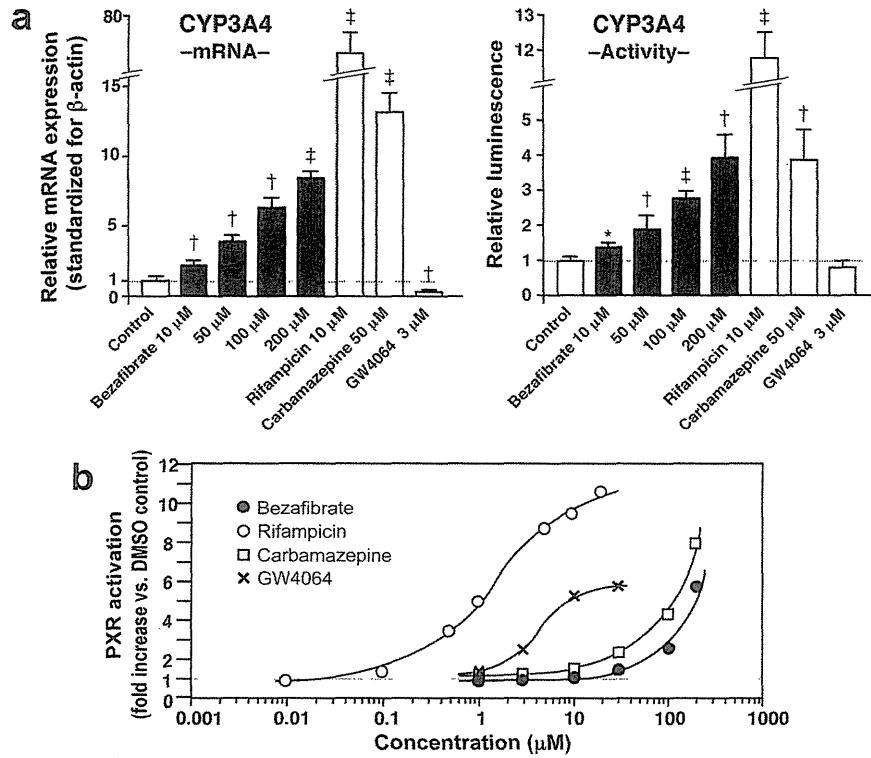 a
CYP3A4
–mRNA–
Relative mRNA expression
(standardized for β-actin)
80
15
10
5
1
0
†
†
†
‡
‡
‡
†
Control
Bezafibrate 10 μM
50 μM
100 μM
200 μM
Rifampicin 10 μM
Carbamazepine 50 μM
GW4064 3 μM
CYP3A4
–Activity–
Relative luminescence
13
12
5
4
3
2
1
0
*
†
‡
†
‡
†
Control
Bezafibrate 10 μM
50 μM
100 μM
200 μM
Rifampicin 10 μM
Carbamazepine 50 μM
GW4064 3 μM
b
PXR activation
(fold increase vs. DMSO control)
12
10
8
6
4
2
1
0
Bezafibrate
Rifampicin
Carbamazepine
GW4064
0.001 0.01 0.1 1 10 100 1000
Concentration (μM)